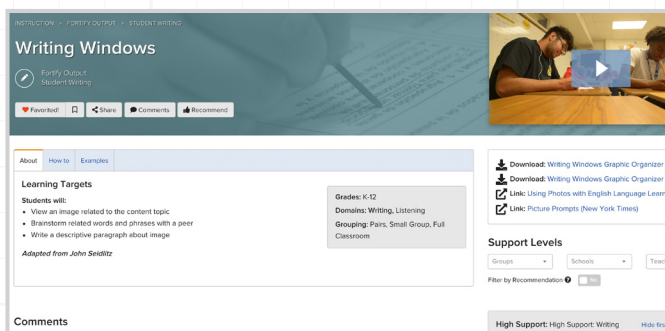 INSTRUCTION • FORTIFY OUTPUT • STUDENT WRITING
Writing Windows
Fortify Output
Student Writing
Favorited!
Share
Comments
Recommend
About
How to
Examples
Learning Targets
Students will:
• View an image related to the content topic
• Brainstorm related words and phrases with a peer
• Write a descriptive paragraph about image
Adapted from John Seidlitz
Grades: K-12
Domains: Writing, Listening
Grouping: Pairs, Small Group, Full
Classroom
Download: Writing Windows Graphic Organizer
Download: Writing Windows Graphic Organizer
Link: Using Photos with English Language Learn
Link: Picture Prompts (New York Times)
Support Levels
Groups
Schools
Teac
Filter by Recommendation
No
Comments
High Support: High Support: Writing
Hide firs